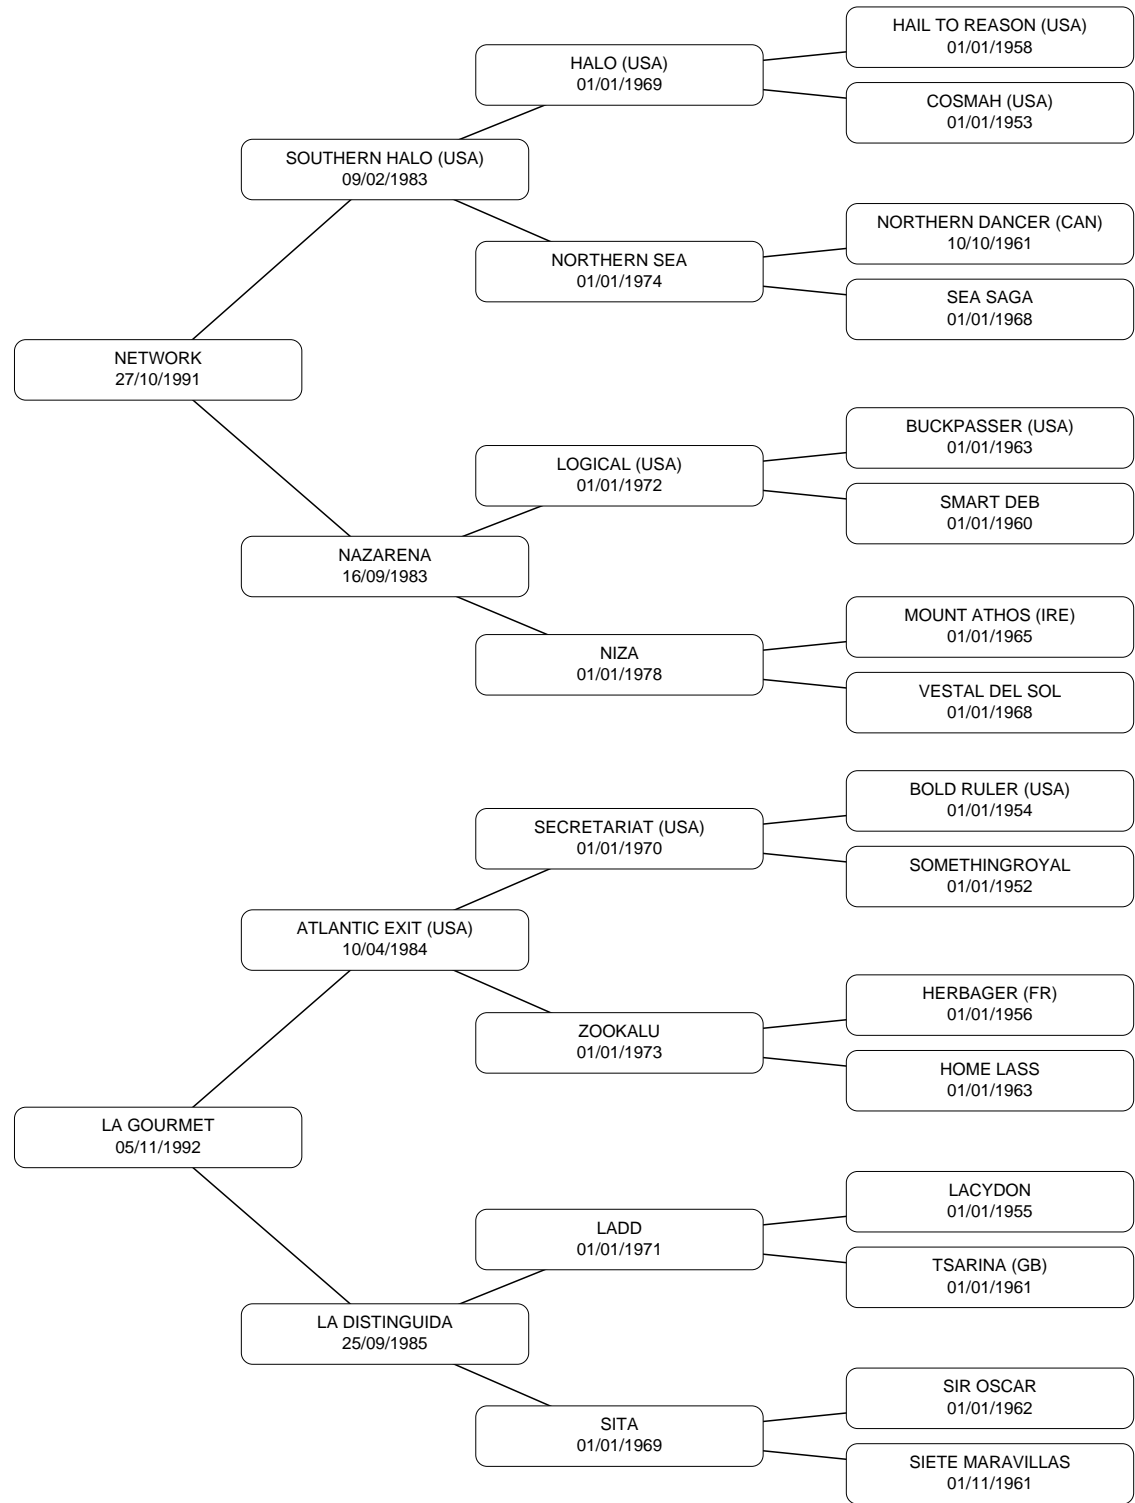 HAIL TO REASON (USA)
01/01/1958
HALO (USA)
01/01/1969
COSMAH (USA)
01/01/1953
SOUTHERN HALO (USA)
09/02/1983
NORTHERN DANCER (CAN)
10/10/1961
NORTHERN SEA
01/01/1974
SEA SAGA
01/01/1968
NETWORK
27/10/1991
BUCKPASSER (USA)
01/01/1963
LOGICAL (USA)
01/01/1972
SMART DEB
01/01/1960
NAZARENA
16/09/1983
MOUNT ATHOS (IRE)
01/01/1965
NIZA
01/01/1978
VESTAL DEL SOL
01/01/1968
BOLD RULER (USA)
01/01/1954
SECRETARIAT (USA)
01/01/1970
SOMETHINGROYAL
01/01/1952
ATLANTIC EXIT (USA)
10/04/1984
HERBAGER (FR)
01/01/1956
ZOOKALU
01/01/1973
HOME LASS
01/01/1963
LA GOURMET
05/11/1992
LACYDON
01/01/1955
LADD
01/01/1971
TSARINA (GB)
01/01/1961
LA DISTINGUIDA
25/09/1985
SIR OSCAR
01/01/1962
SITA
01/01/1969
SIETE MARAVILLAS
01/11/1961